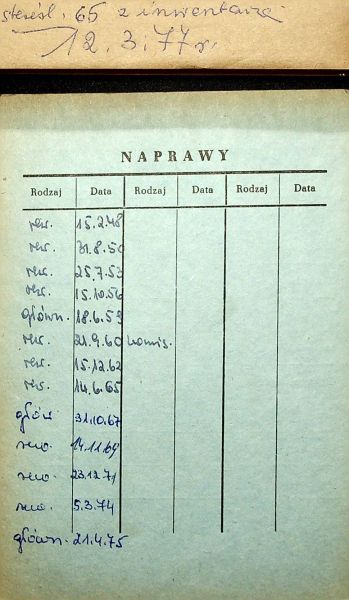 skreśl. 65 z inwentarza
12.3.77 r.
NAPRAWY
Rodzaj Data Rodzaj Data Rodzaj Data
rew. 15.2.48
rew. 31.8.50
rew. 25.7.53
rew. 15.10.56
główn. 18.6.59
rew. 21.9.60 komis.
rew. 15.12.62
rew. 14.6.65
głów 31.10.67
rew. 14.11.69
rew. 23.12.71
rew. 5.3.74
główn. 21.4.75